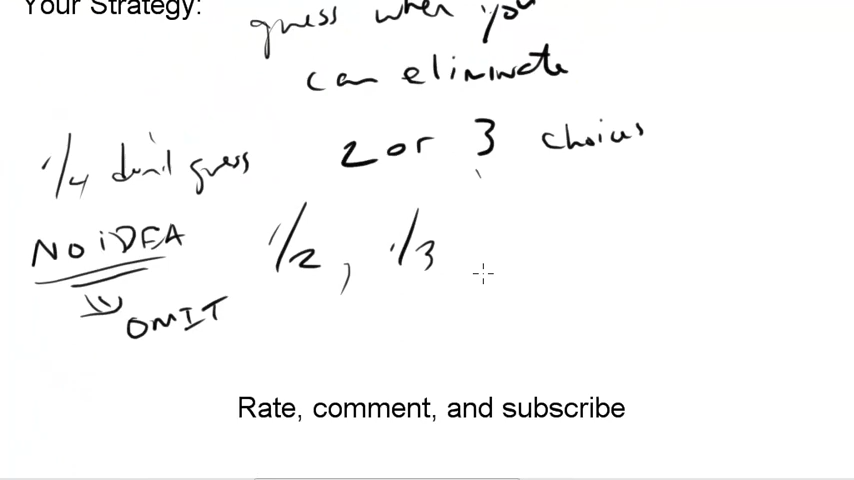 Your Strategy:
guess when you
can eliminate
2 or 3 choices
1/4 don't guess
NO iDEA
OMIT
1/2, 1/3
Rate, comment, and subscribe